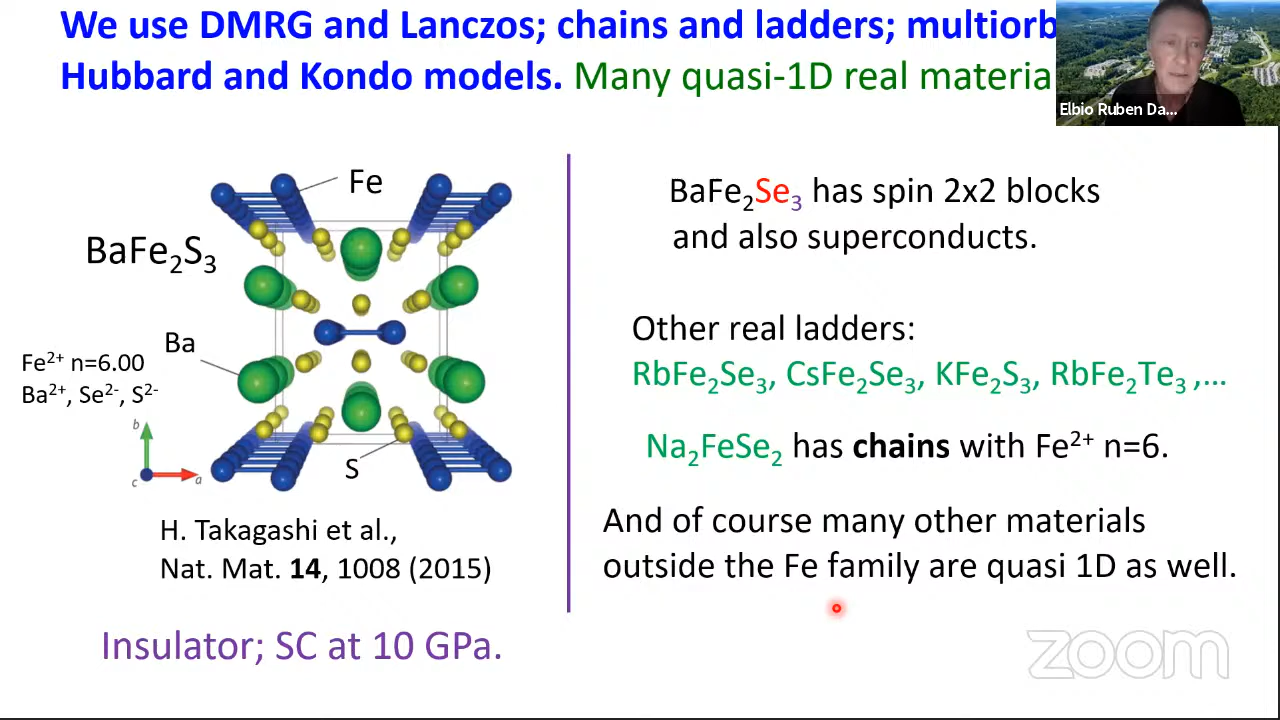 We use DMRG and Lanczos; chains and ladders; multiorb
Hubbard and Kondo models. Many quasi-1D real materia
Elbio Ruben Da...
Fe
BaFe₂S₃
Ba
Fe²⁺ n=6.00
Ba²⁺, Se²⁻, S²⁻
b
c
a
S
H. Takagashi et al.,
Nat. Mat. 14, 1008 (2015)
Insulator; SC at 10 GPa.
BaFe₂Se₃ has spin 2x2 blocks
and also superconducts.
Other real ladders:
RbFe₂Se₃, CsFe₂Se₃, KFe₂S₃, RbFe₂Te₃ ,...
Na₂FeSe₂ has chains with Fe²⁺ n=6.
And of course many other materials
outside the Fe family are quasi 1D as well.
zoom